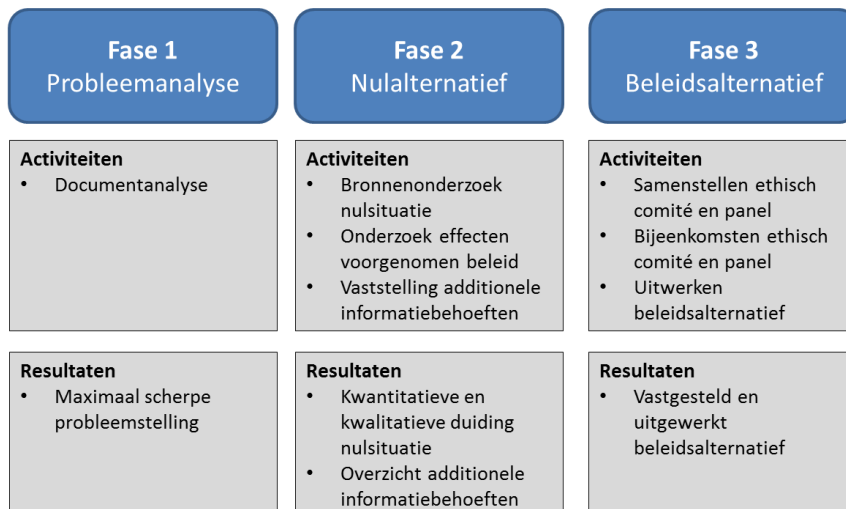 Fase 1
Probleemanalyse
Activiteiten
• Documentanalyse
Resultaten
• Maximaal scherpe
probleemstelling
Fase 2
Nulalternatief
Activiteiten
• Bronnenonderzoek
nulsituatie
• Onderzoek effecten
voorgenomen beleid
• Vaststelling additionele
informatiebehoeften
Resultaten
• Kwantitatieve en
kwalitatieve duiding
nulsituatie
• Overzicht additionele
informatiebehoeften
Fase 3
Beleidsalternatief
Activiteiten
• Samenstellen ethisch
comité en panel
• Bijeenkomsten ethisch
comité en panel
• Uitwerken
beleidsalternatief
Resultaten
• Vastgesteld en
uitgewerkt
beleidsalternatief